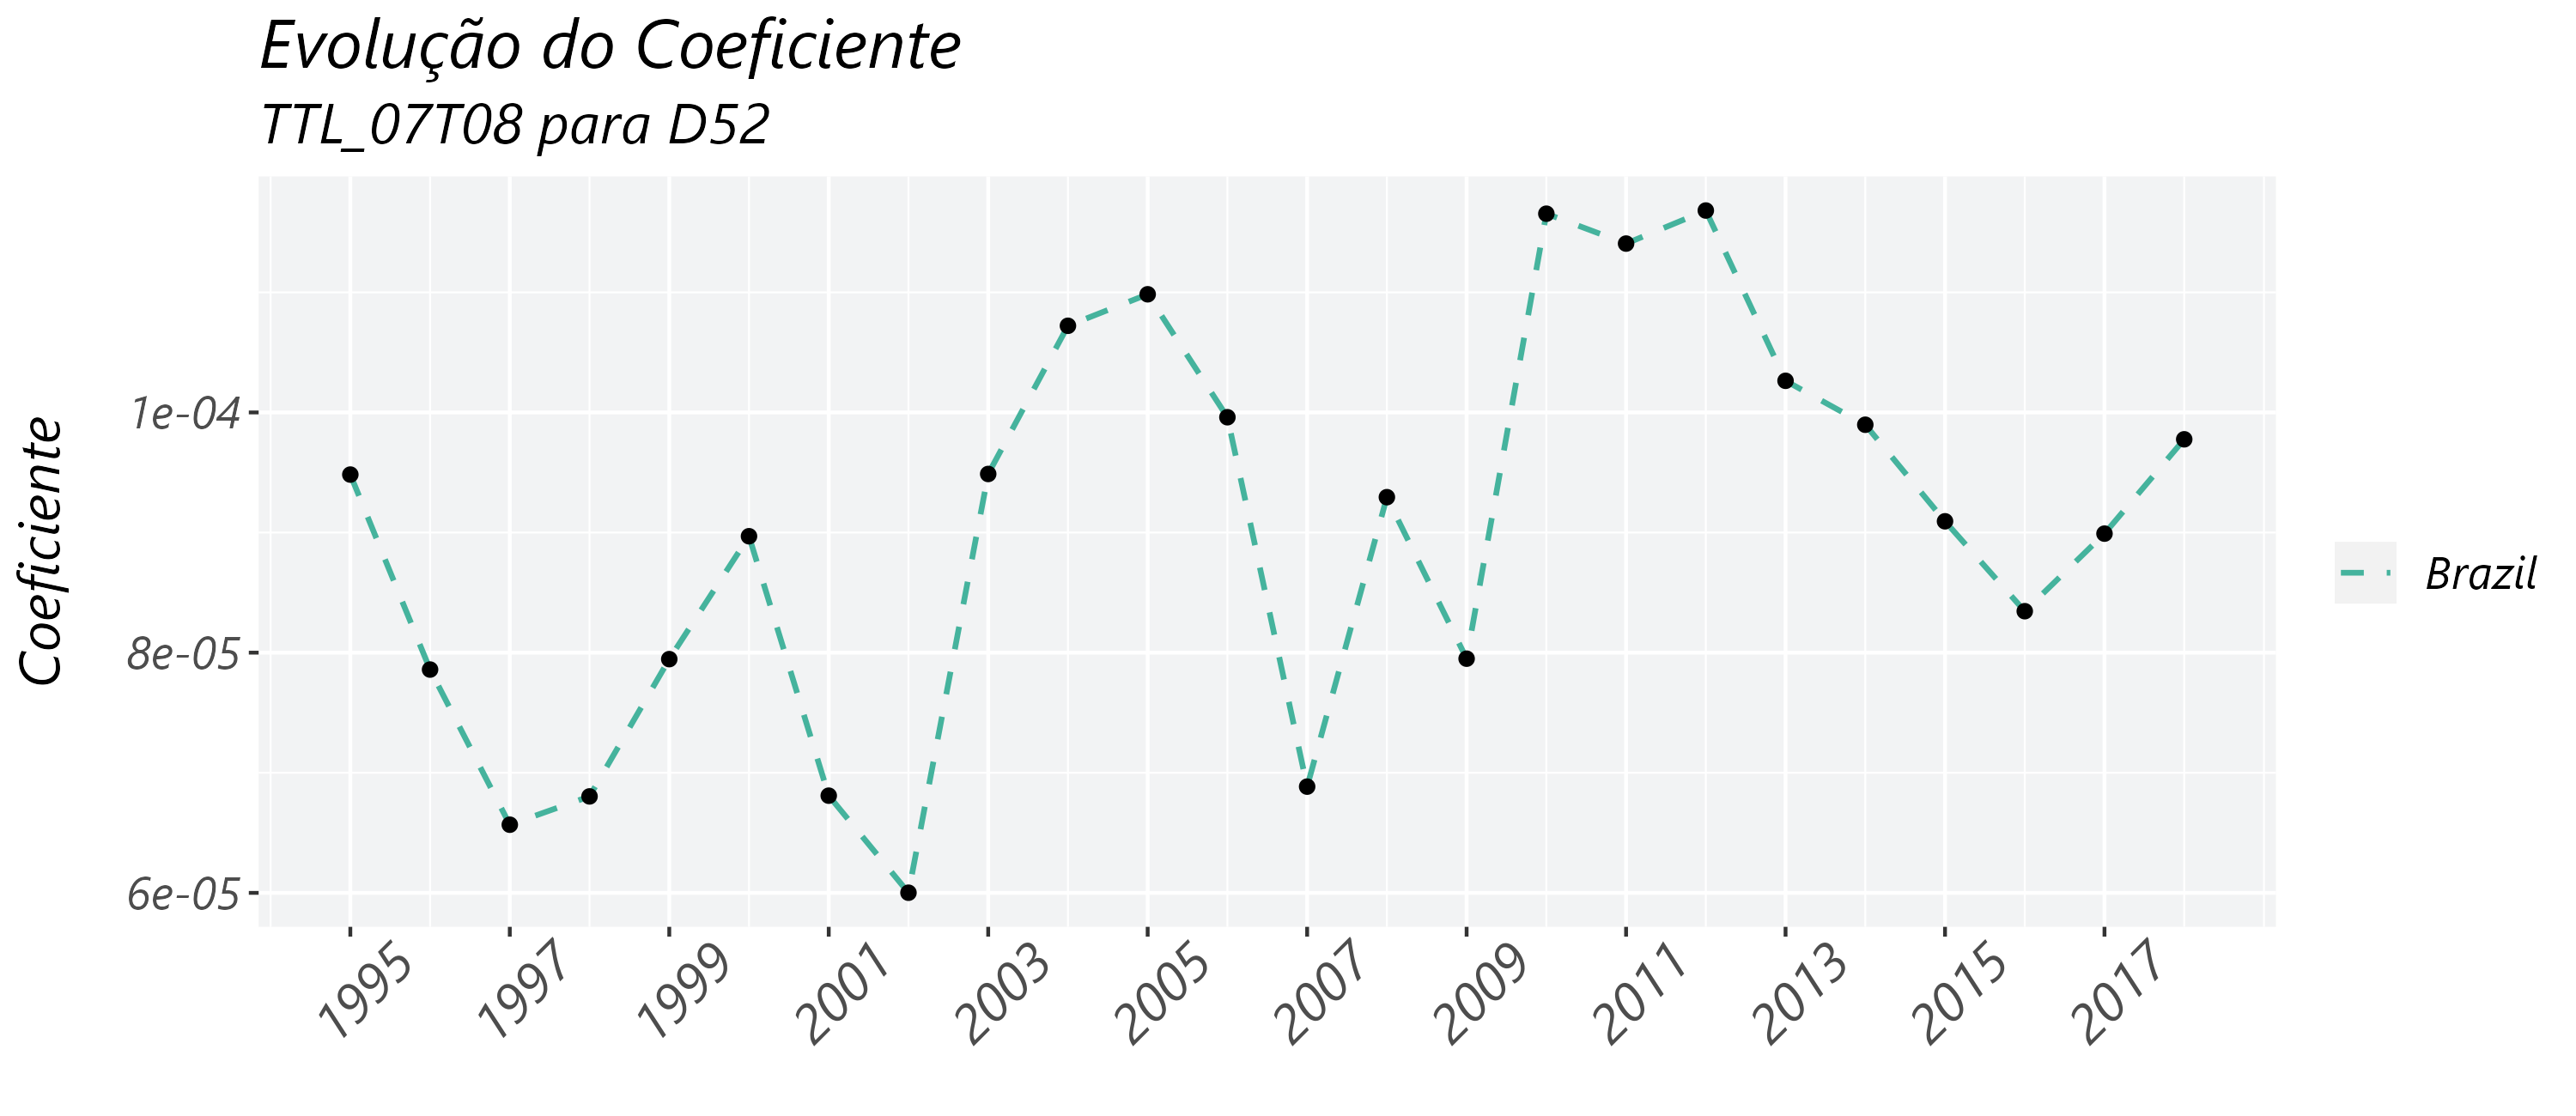 Evolução do Coeficiente
TTL_07T08 para D52
Coeficiente
1e-04
8e-05
6e-05
1995
1997
1999
2001
2003
2005
2007
2009
2011
2013
2015
2017
Brazil